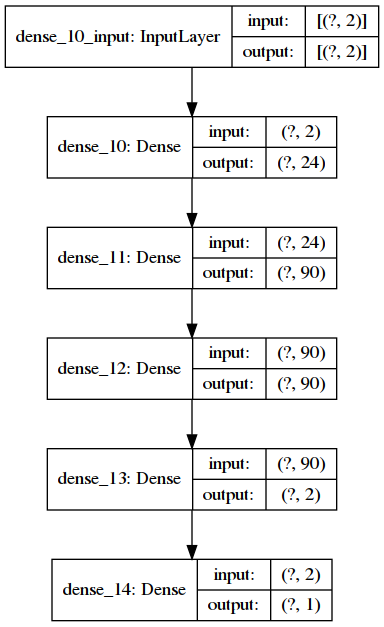 dense_10_input: InputLayer
input: [(?, 2)]
output: [(?, 2)]
dense_10: Dense
input: (?, 2)
output: (?, 24)
dense_11: Dense
input: (?, 24)
output: (?, 90)
dense_12: Dense
input: (?, 90)
output: (?, 90)
dense_13: Dense
input: (?, 90)
output: (?, 2)
dense_14: Dense
input: (?, 2)
output: (?, 1)